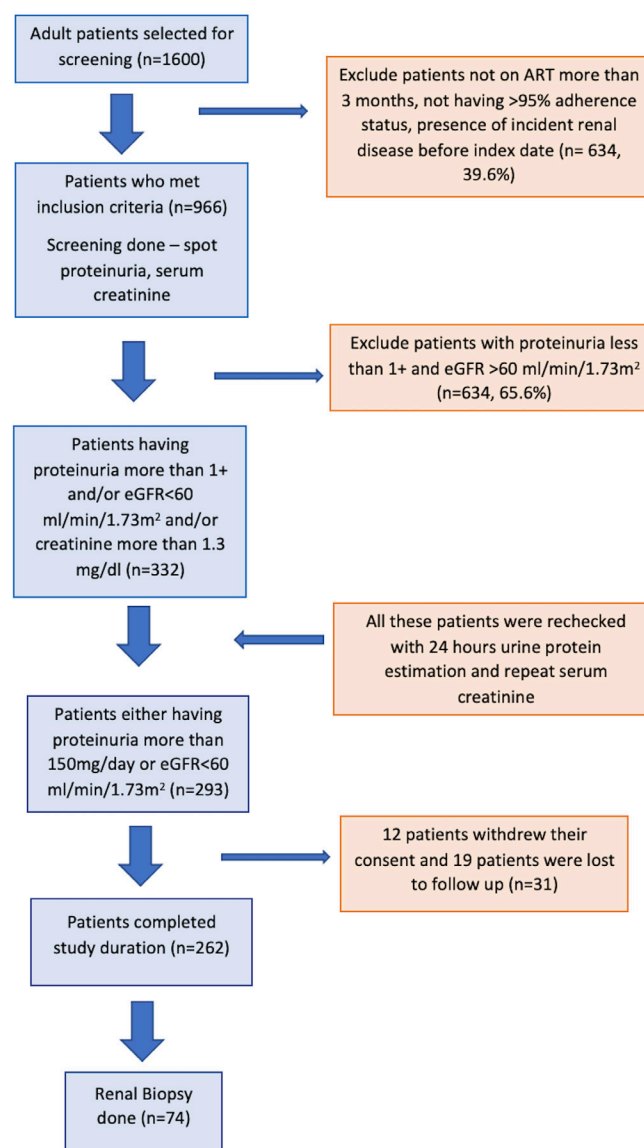 Adult patients selected for
screening (n=1600)
Exclude patients not on ART more than
3 months, not having >95% adherence
status, presence of incident renal
disease before index date (n= 634,
39.6%)
Patients who met
inclusion criteria (n=966)
Screening done – spot
proteinuria, serum
creatinine
Exclude patients with proteinuria less
than 1+ and eGFR >60 ml/min/1.73m²
(n=634, 65.6%)
Patients having
proteinuria more than 1+
and/or eGFR<60
ml/min/1.73m² and/or
creatinine more than 1.3
mg/dl (n=332)
All these patients were rechecked
with 24 hours urine protein
estimation and repeat serum
creatinine
Patients either having
proteinuria more than
150mg/day or eGFR<60
ml/min/1.73m² (n=293)
12 patients withdrew their
consent and 19 patients were lost
to follow up (n=31)
Patients completed
study duration (n=262)
Renal Biopsy
done (n=74)